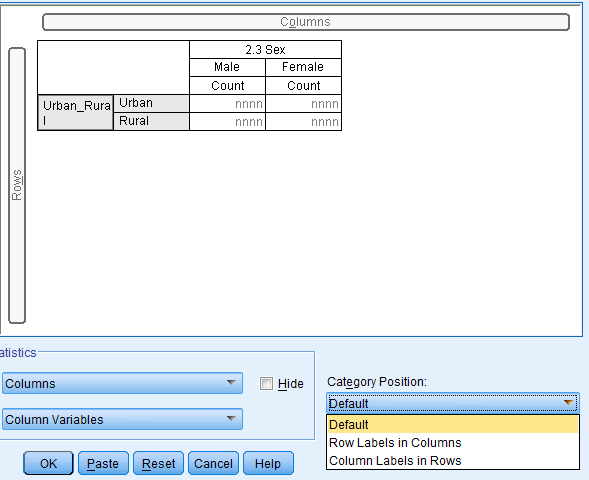 Columns
Rows
2.3 Sex
Male Female
Count Count
Urban_Rura
l
Urban nnnn nnnn
Rural nnnn nnnn
atistics
Columns
Hide
Category Position:
Column Variables
Default
Default
Row Labels in Columns
Column Labels in Rows
OK Paste Reset Cancel Help